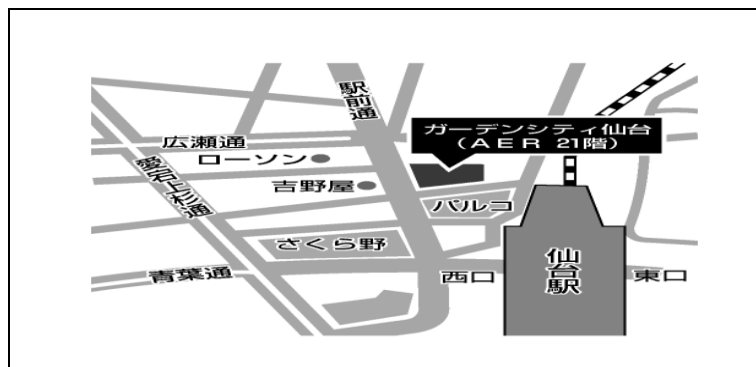 駅前通
ガーデンシティ仙台
(AER 21階)
広瀬通
ローソン
愛宕上杉通
吉野屋
パルコ
さくら野
青葉通
西口
仙台駅
東口